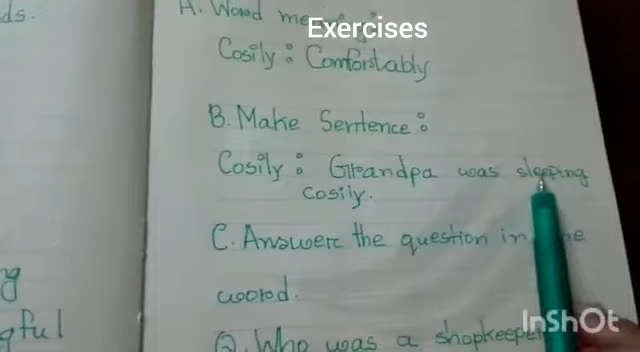 ds.
A. Word
Exercises
Cosily : Comfortably
B. Make Sentence :
Cosily : Grandpa was sleeping
cosily.
C. Answer the question in
word.
ng
gful
Q. Who was a shopkeeper
InShOt